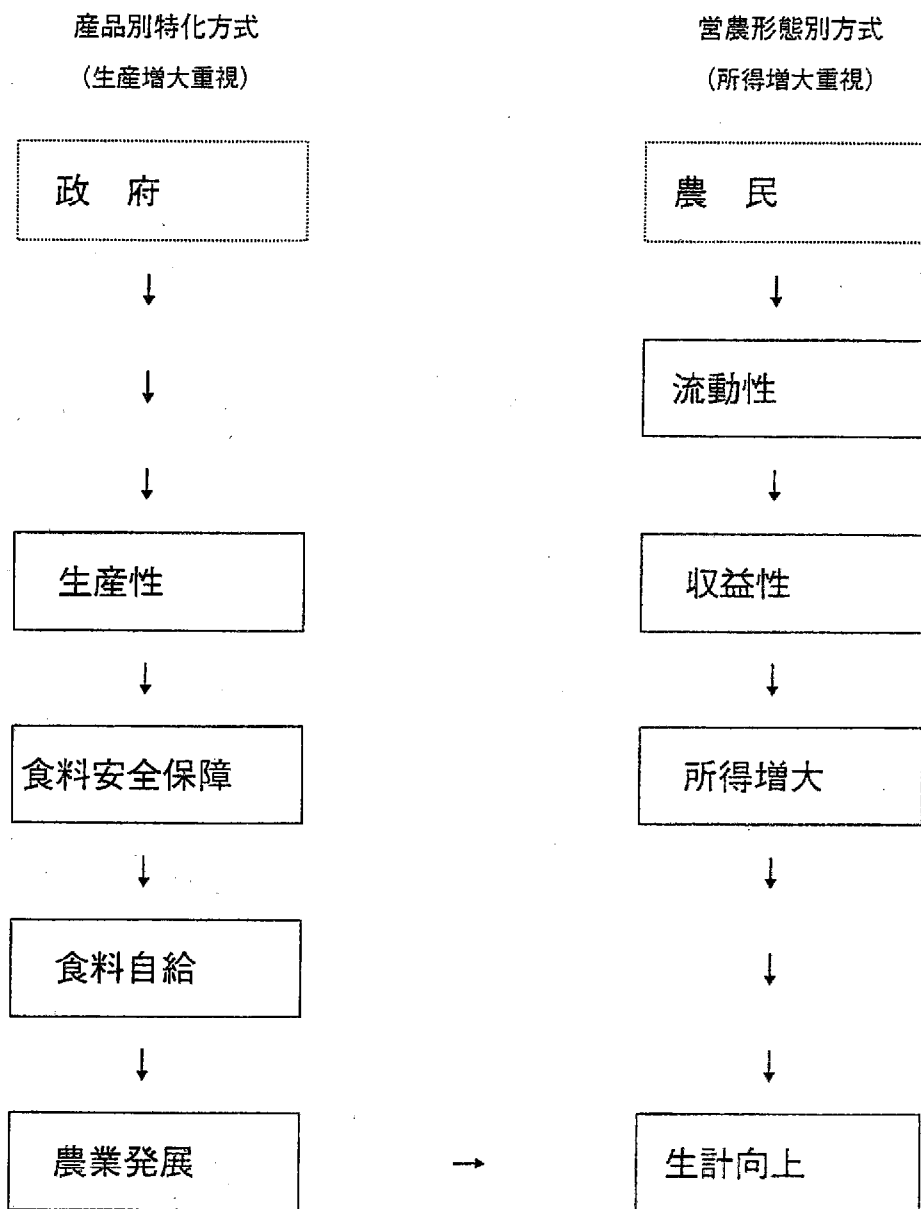 産品別特化方式
(生産増大重視)
政 府
↓
↓
↓
生産性
↓
食料安全保障
↓
食料自給
↓
農業発展
→
営農形態別方式
(所得増大重視)
農 民
↓
流動性
↓
収益性
↓
所得増大
↓
↓
↓
生計向上